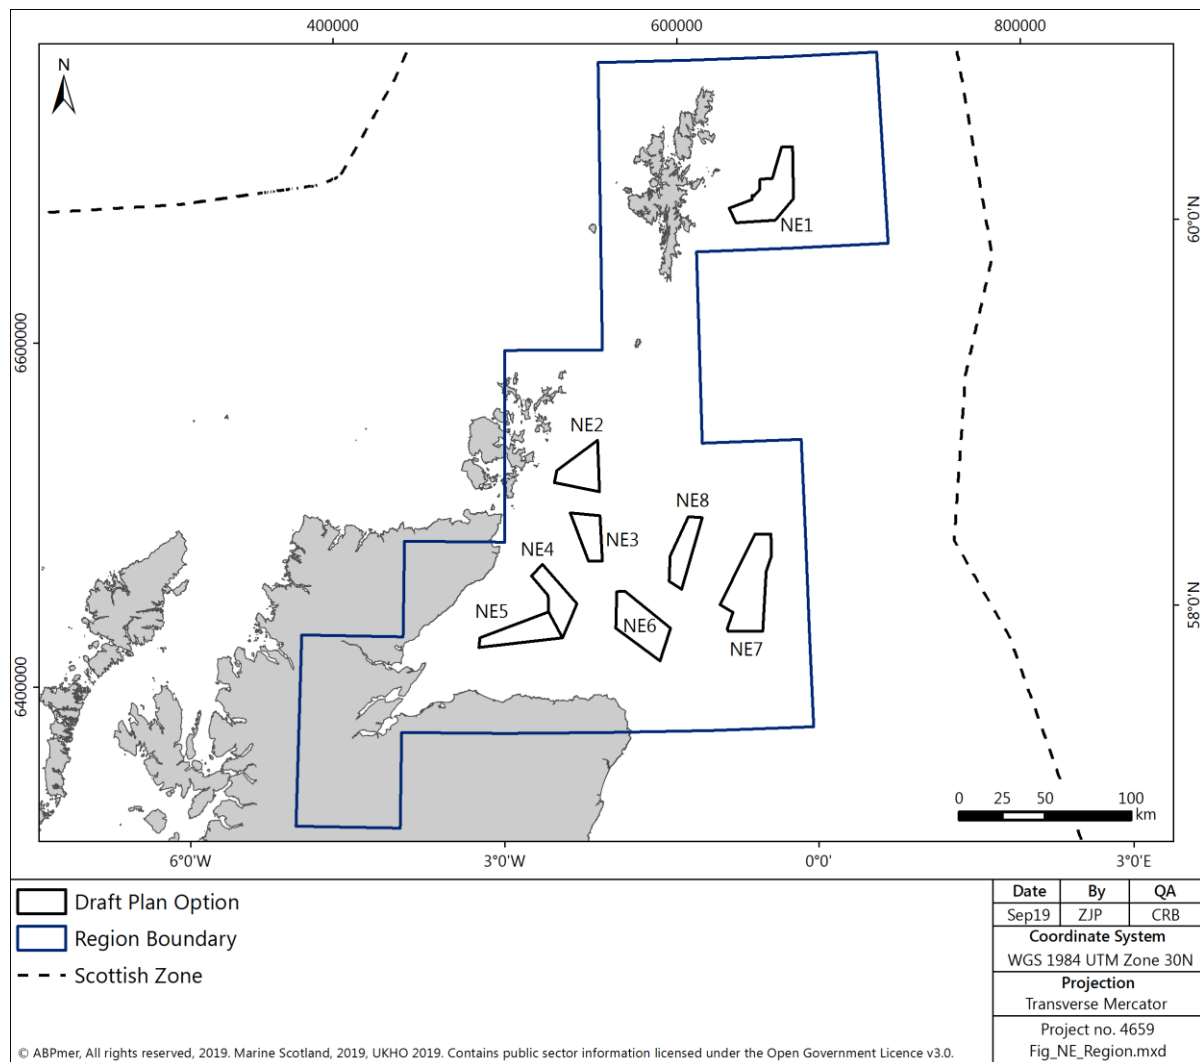 400000 600000 800000
N
NE1
60°0'N
6600000
NE2
NE8
NE3
NE4
NE5
NE6
NE7
58°0'N
6400000
0 25 50 100
km
6°0'W 3°0'W 0°0' 3°0'E
Draft Plan Option
Region Boundary
Scottish Zone
Date By QA
Sep19 ZJP CRB
Coordinate System
WGS 1984 UTM Zone 30N
Projection
Transverse Mercator
Project no. 4659
Fig_NE_Region.mxd
© ABPmer, All rights reserved, 2019. Marine Scotland, 2019, UKHO 2019. Contains public sector information licensed under the Open Government Licence v3.0.